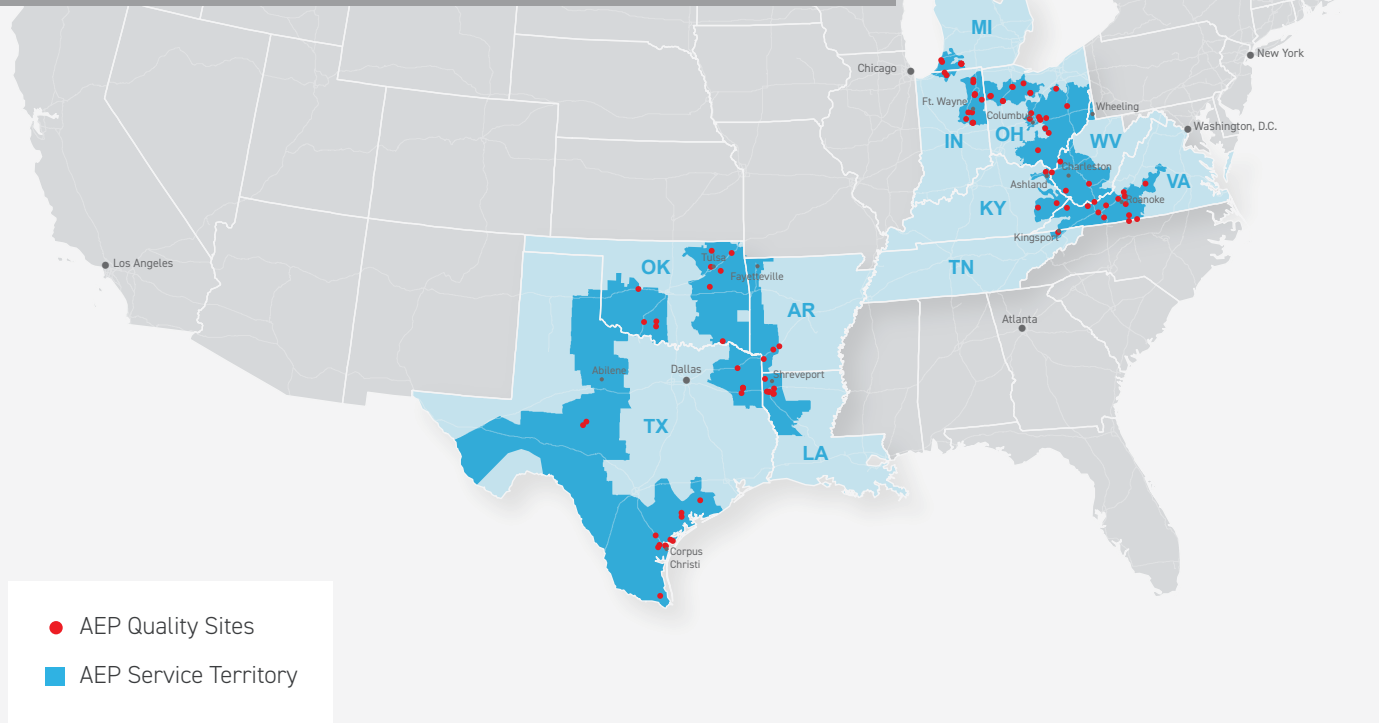 MI
New York
Chicago
Ft. Wayne
Wheeling
Columbus
Washington, D.C.
IN
OH
WV
Charleston
Ashland
VA
Roanoke
KY
Kingsport
Los Angeles
OK
Tulsa
Fayetteville
TN
AR
Atlanta
Abilene
Dallas
Shreveport
TX
LA
Corpus
Christi
AEP Quality Sites
AEP Service Territory